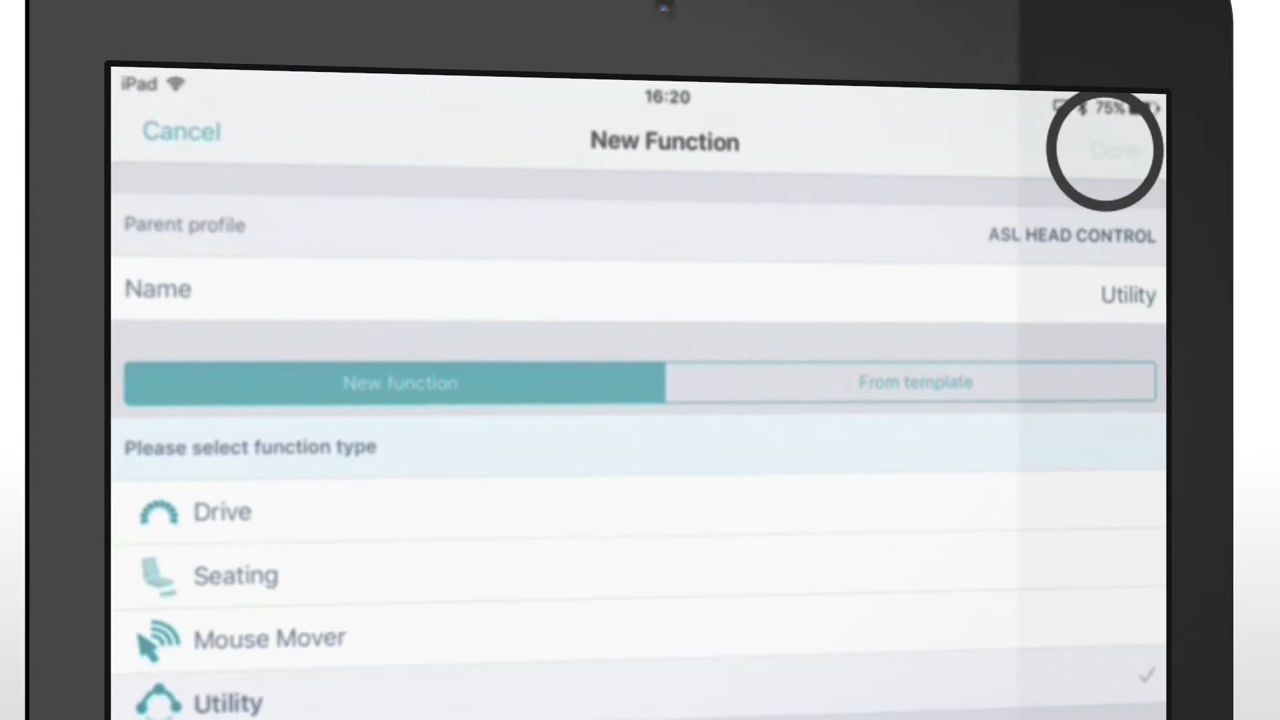 iPad
16:20
75%
Cancel
New Function
Done
Parent profile
ASL HEAD CONTROL
Name
Utility
New function
From template
Please select function type
Drive
Seating
Mouse Mover
Utility